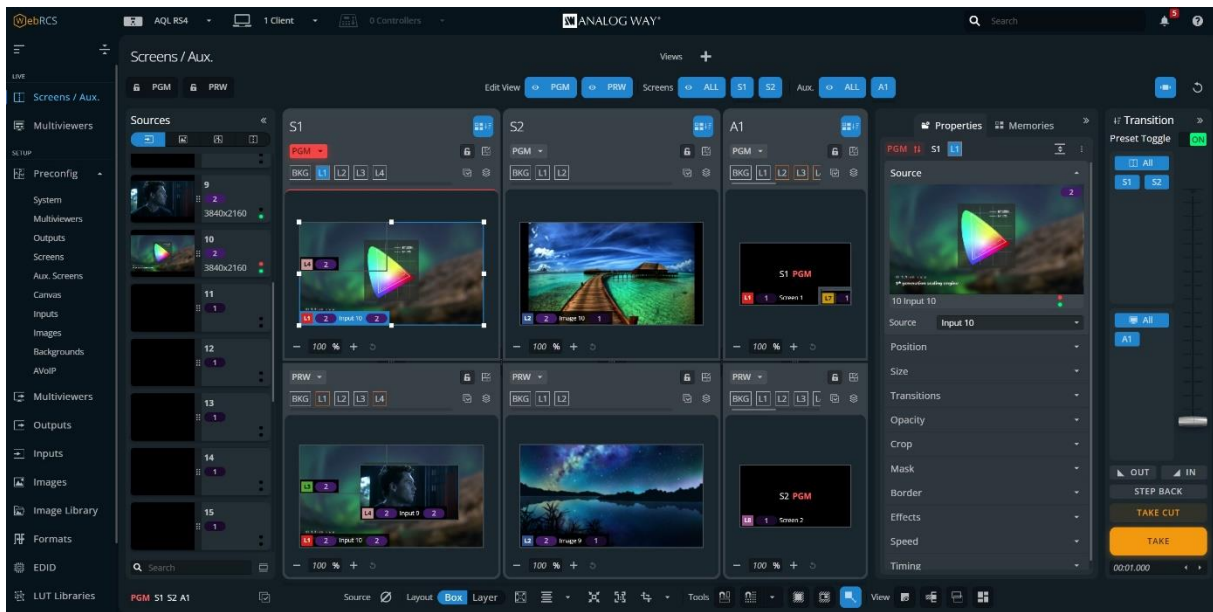 WebRCS
AQL RS4
1 Client
0 Controllers
ANALOG WAY®
Search
5
LIVE
Screens / Aux.
Multiviewers
SETUP
Preconfig
System
Multiviewers
Outputs
Screens
Aux. Screens
Canvas
Inputs
Images
Backgrounds
AVoIP
Multiviewers
Outputs
Inputs
Images
Image Library
Formats
EDID
LUT Libraries
Screens / Aux.
Views +
PGM PRW
Edit View PGM PRW Screens ALL S1 S2 Aux. ALL A1
Sources
9
2
3840x2160
10
2
3840x2160
11
1
12
1
13
1
14
1
15
1
Search
S1
PGM
BKG L1 L2 L3 L4
L4 2
L1 2 Input 10 2
- 100 % +
PRW
BKG L1 L2 L3 L4
L3 2
L4 2 Input 9 2
L1 2 Input 10 2
- 100 % +
S2
PGM
BKG L1 L2
L2 2 Image 10 1
- 100 % +
PRW
BKG L1 L2
L2 2 Image 9 1
- 100 % +
A1
PGM
BKG L1 L2 L3
S1 PGM
L1 1 Screen 1
L7 1
- 100 % +
PRW
BKG L1 L2 L3
S2 PGM
L8 1 Screen 2
- 100 % +
Properties Memories
PGM S1 L1
Source
2
5th generation scaling engine
10 Input 10
Source Input 10
Position
Size
Transitions
Opacity
Crop
Mask
Border
Effects
Speed
Timing
Transition
Preset Toggle ON
All
S1 S2
All
A1
OUT IN
STEP BACK
TAKE CUT
TAKE
00:01.000
PGM S1 S2 A1
Source Layout Box Layer Tools View